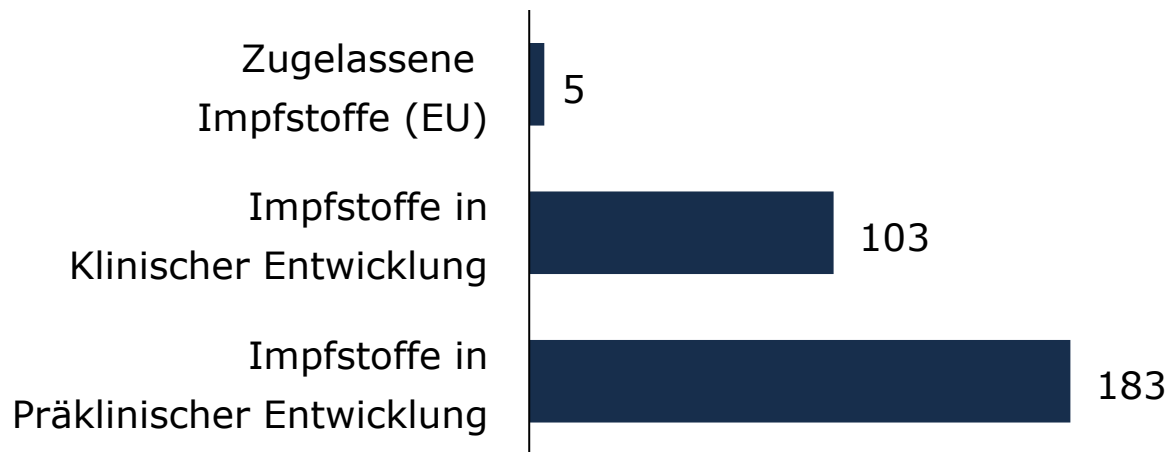 Zugelassene
Impfstoffe (EU)
5
Impfstoffe in
Klinischer Entwicklung
103
Impfstoffe in
Präklinischer Entwicklung
183